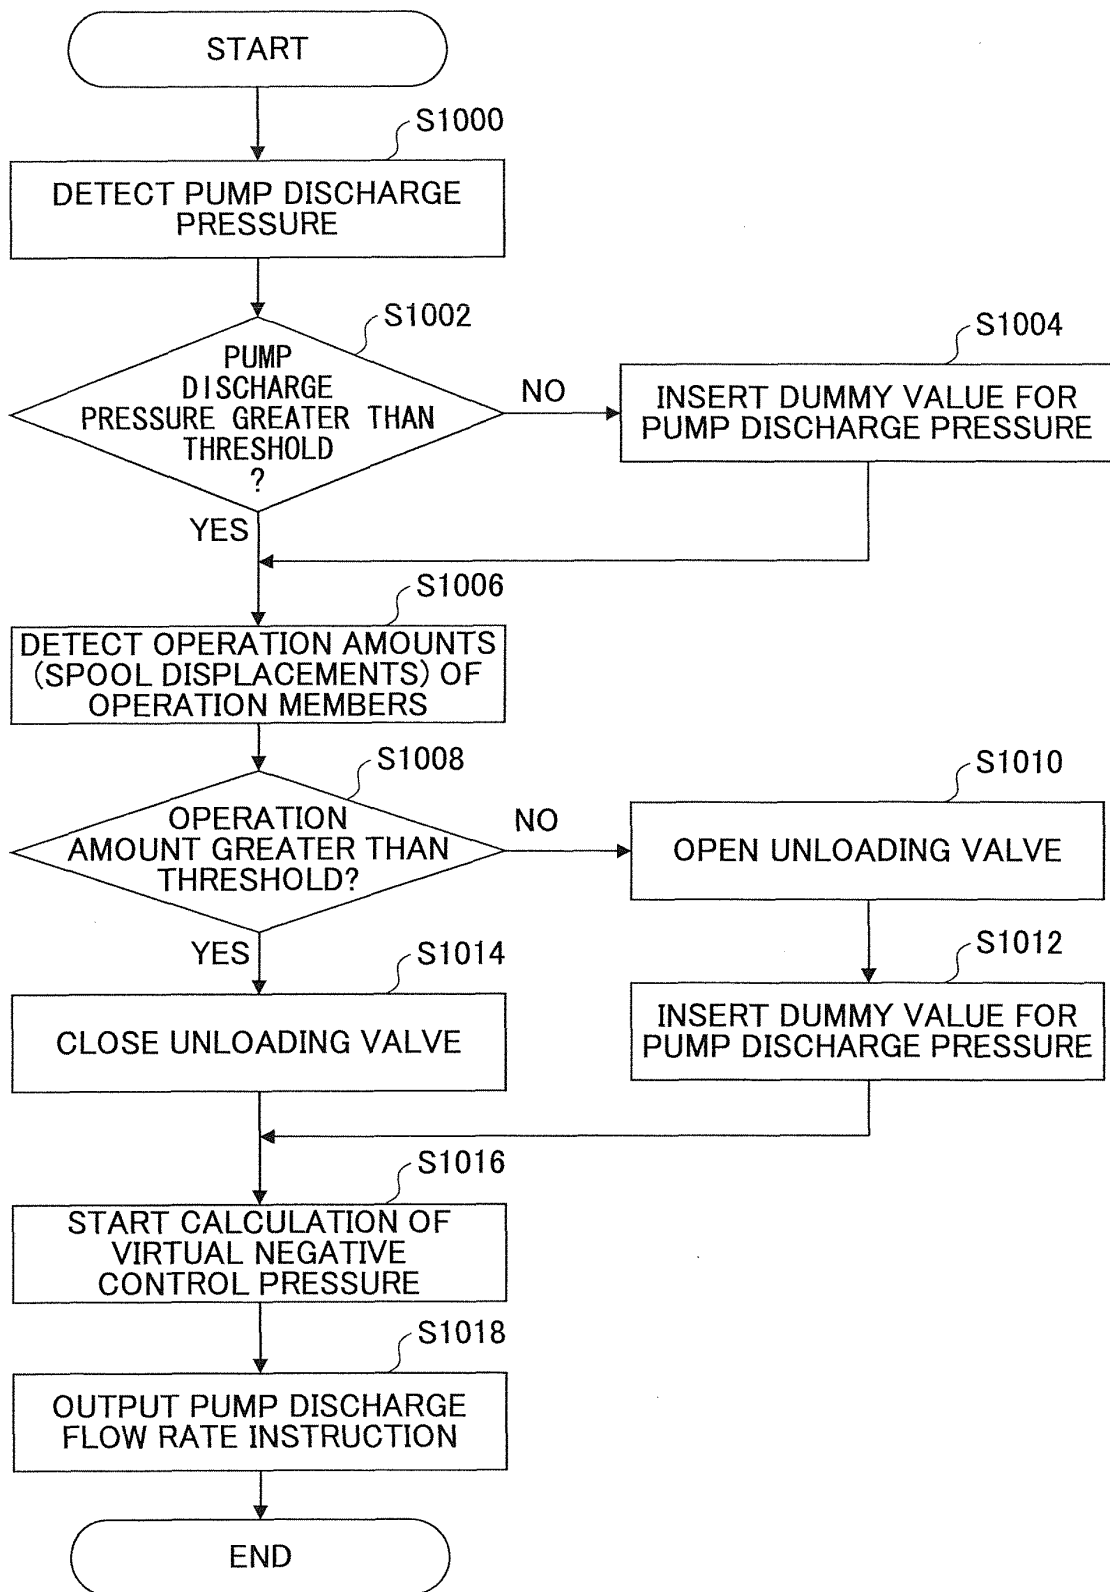 START
S1000
DETECT PUMP DISCHARGE
PRESSURE
S1002
PUMP
DISCHARGE
PRESSURE GREATER THAN
THRESHOLD
?
NO
YES
S1004
INSERT DUMMY VALUE FOR
PUMP DISCHARGE PRESSURE
S1006
DETECT OPERATION AMOUNTS
(SPOOL DISPLACEMENTS) OF
OPERATION MEMBERS
S1008
OPERATION
AMOUNT GREATER THAN
THRESHOLD?
NO
YES
S1010
OPEN UNLOADING VALVE
S1012
INSERT DUMMY VALUE FOR
PUMP DISCHARGE PRESSURE
S1014
CLOSE UNLOADING VALVE
S1016
START CALCULATION OF
VIRTUAL NEGATIVE
CONTROL PRESSURE
S1018
OUTPUT PUMP DISCHARGE
FLOW RATE INSTRUCTION
END